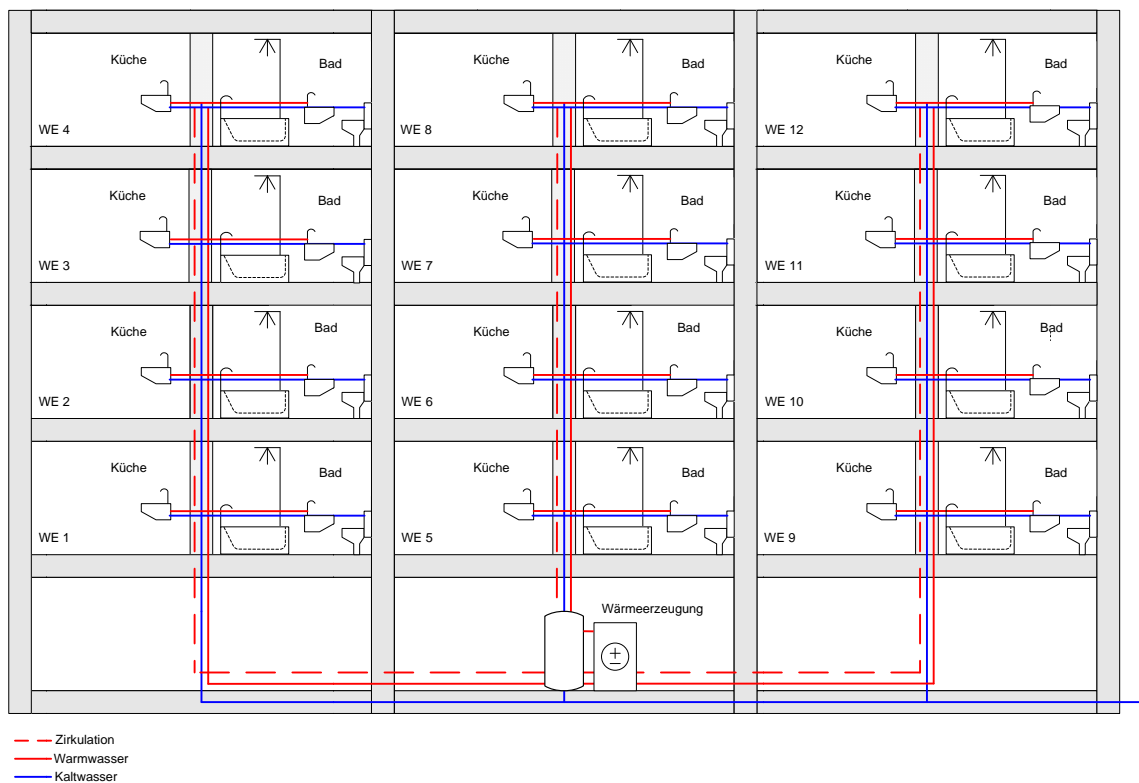 Küche
Bad
WE 4
Küche
Bad
WE 8
Küche
Bad
WE 12
Küche
Bad
WE 3
Küche
Bad
WE 7
Küche
Bad
WE 11
Küche
Bad
WE 2
Küche
Bad
WE 6
Küche
Bad
WE 10
Küche
Bad
WE 1
Küche
Bad
WE 5
Küche
Bad
WE 9
Wärmeerzeugung
Zirkulation
Warmwasser
Kaltwasser